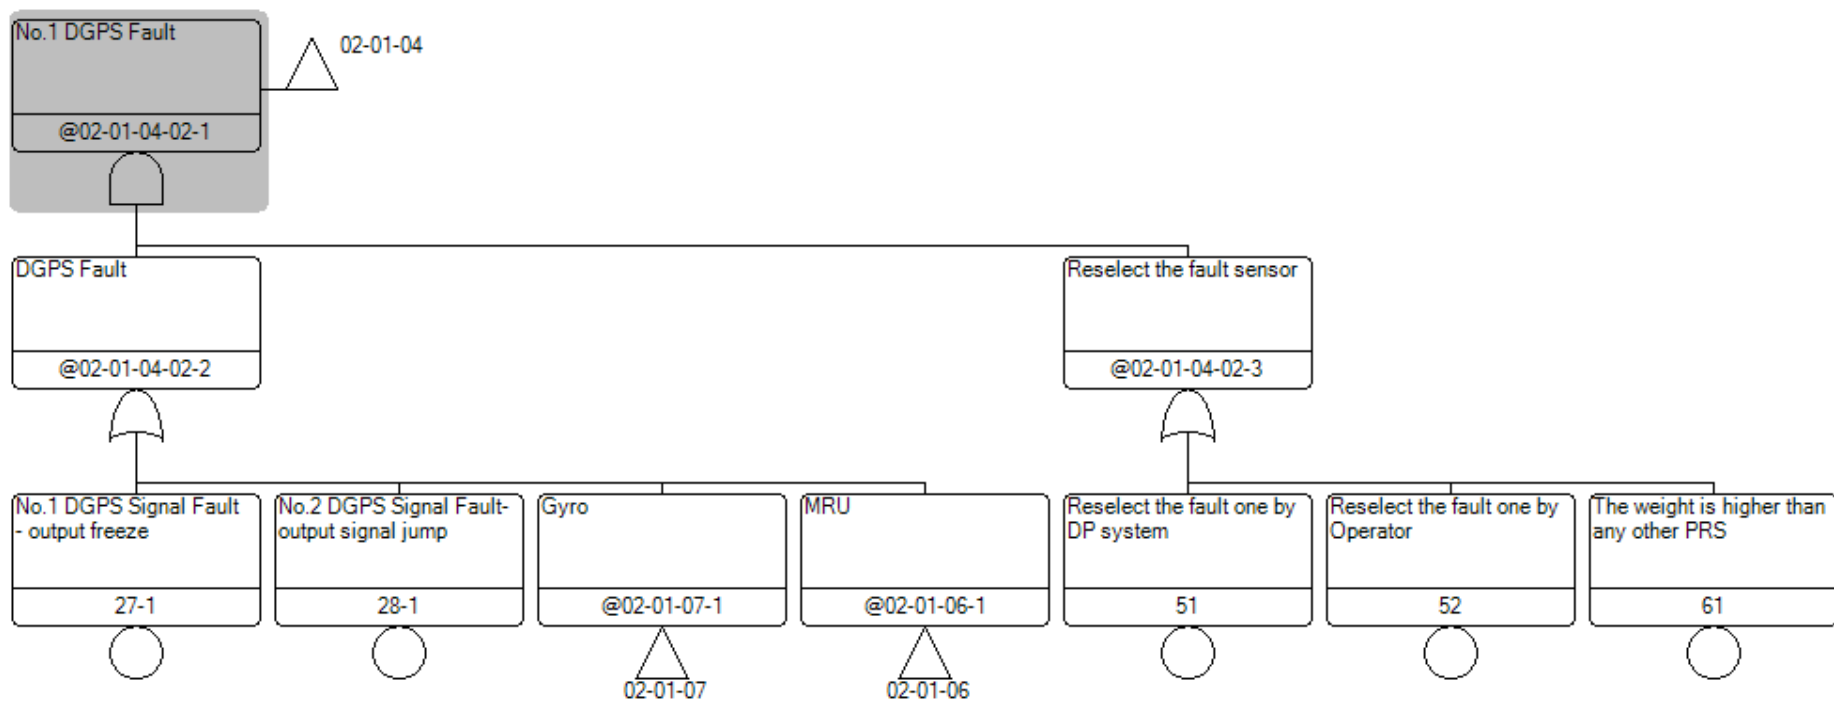 No.1 DGPS Fault
02-01-04
@02-01-04-02-1
DGPS Fault
@02-01-04-02-2
Reselect the fault sensor
@02-01-04-02-3
No.1 DGPS Signal Fault
- output freeze
27-1
No.2 DGPS Signal Fault-
output signal jump
28-1
Gyro
@02-01-07-1
02-01-07
MRU
@02-01-06-1
02-01-06
Reselect the fault one by
DP system
51
Reselect the fault one by
Operator
52
The weight is higher than
any other PRS
61